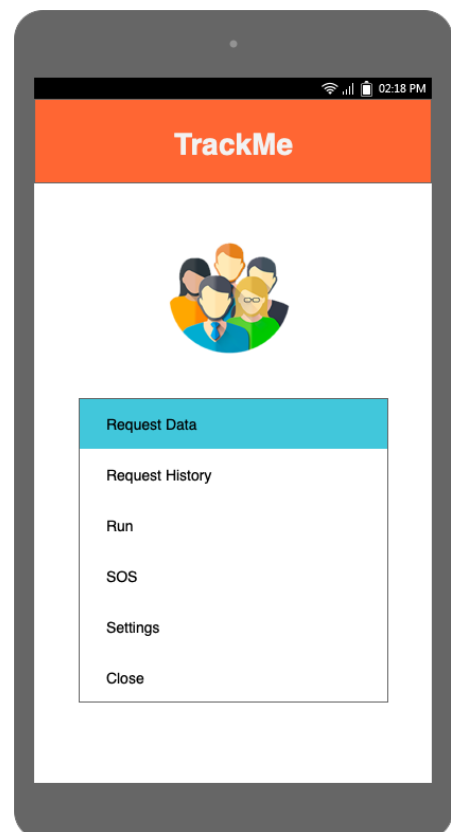 02:18 PM
TrackMe
Request Data
Request History
Run
SOS
Settings
Close